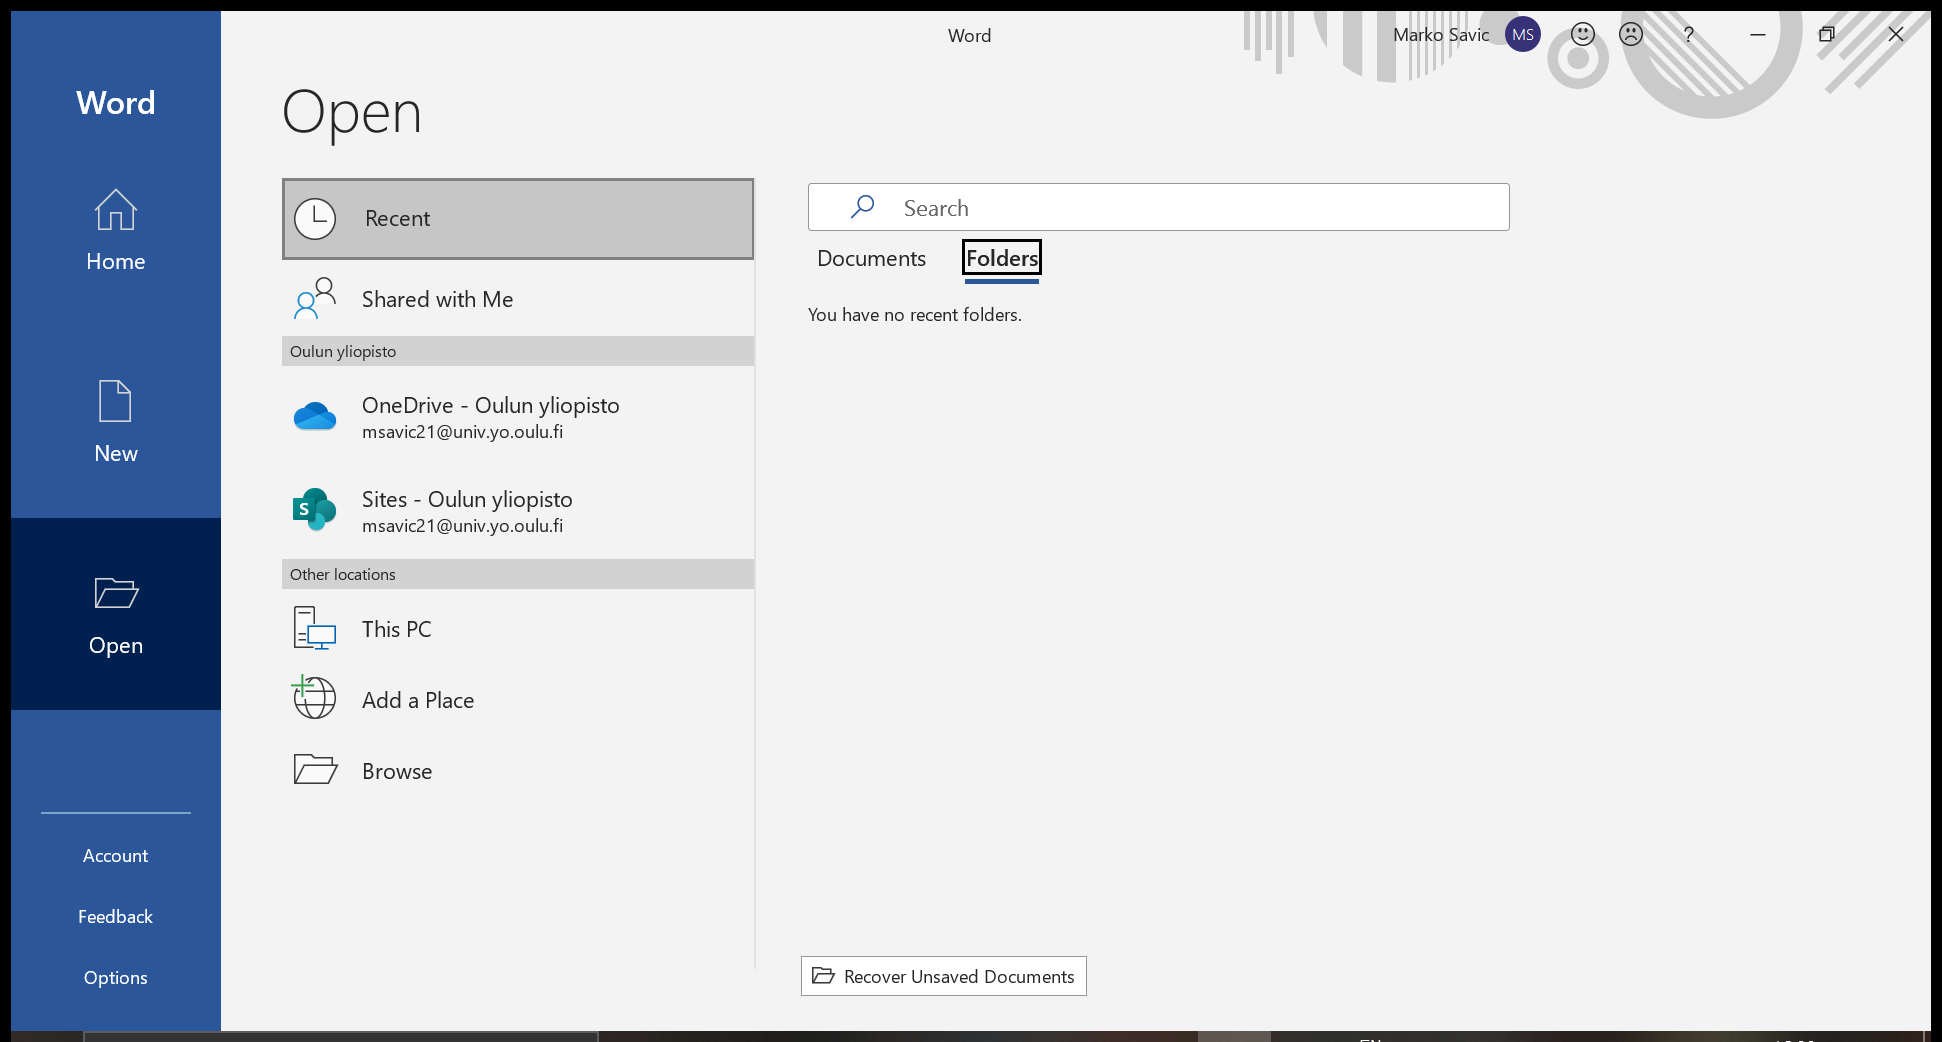 Word
Marko Savic
MS
?
Word
Open
Home
New
Open
Account
Feedback
Options
Recent
Shared with Me
Oulun yliopisto
OneDrive - Oulun yliopisto
msavic21@univ.yo.oulu.fi
S
Sites - Oulun yliopisto
msavic21@univ.yo.oulu.fi
Other locations
This PC
Add a Place
Browse
Search
Documents Folders
You have no recent folders.
Recover Unsaved Documents